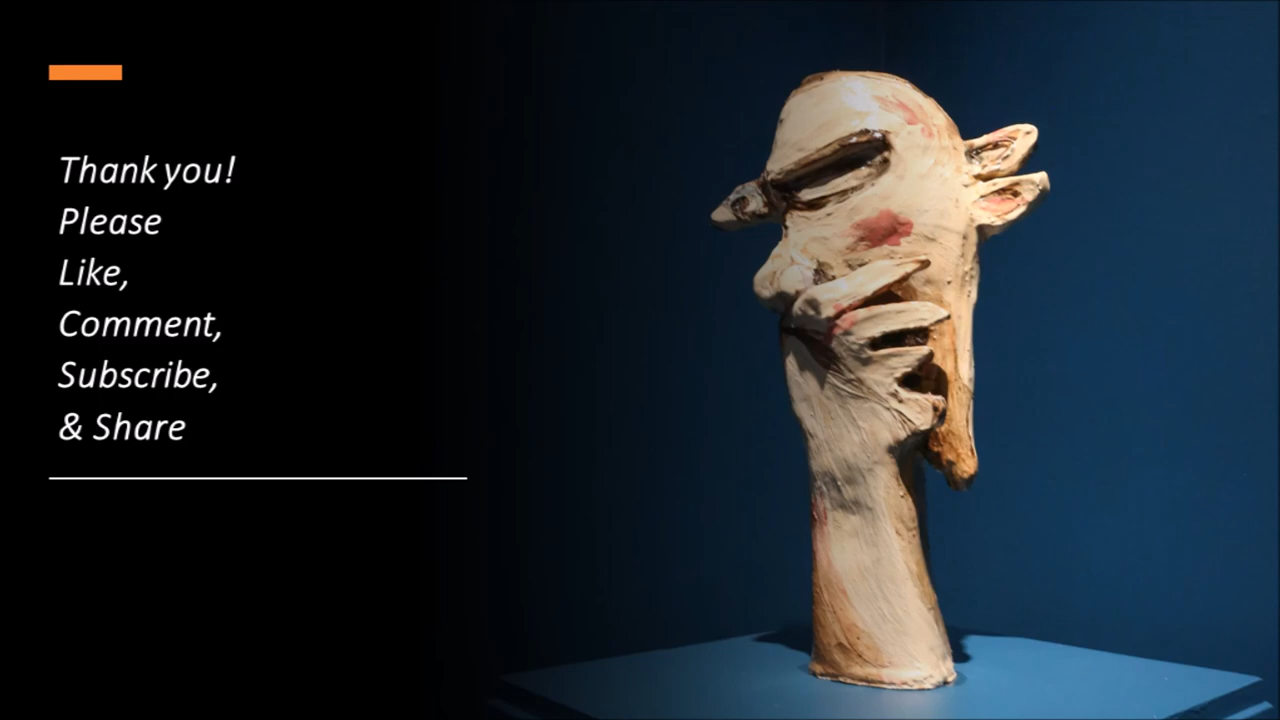 Thank you!
Please
Like,
Comment,
Subscribe,
& Share